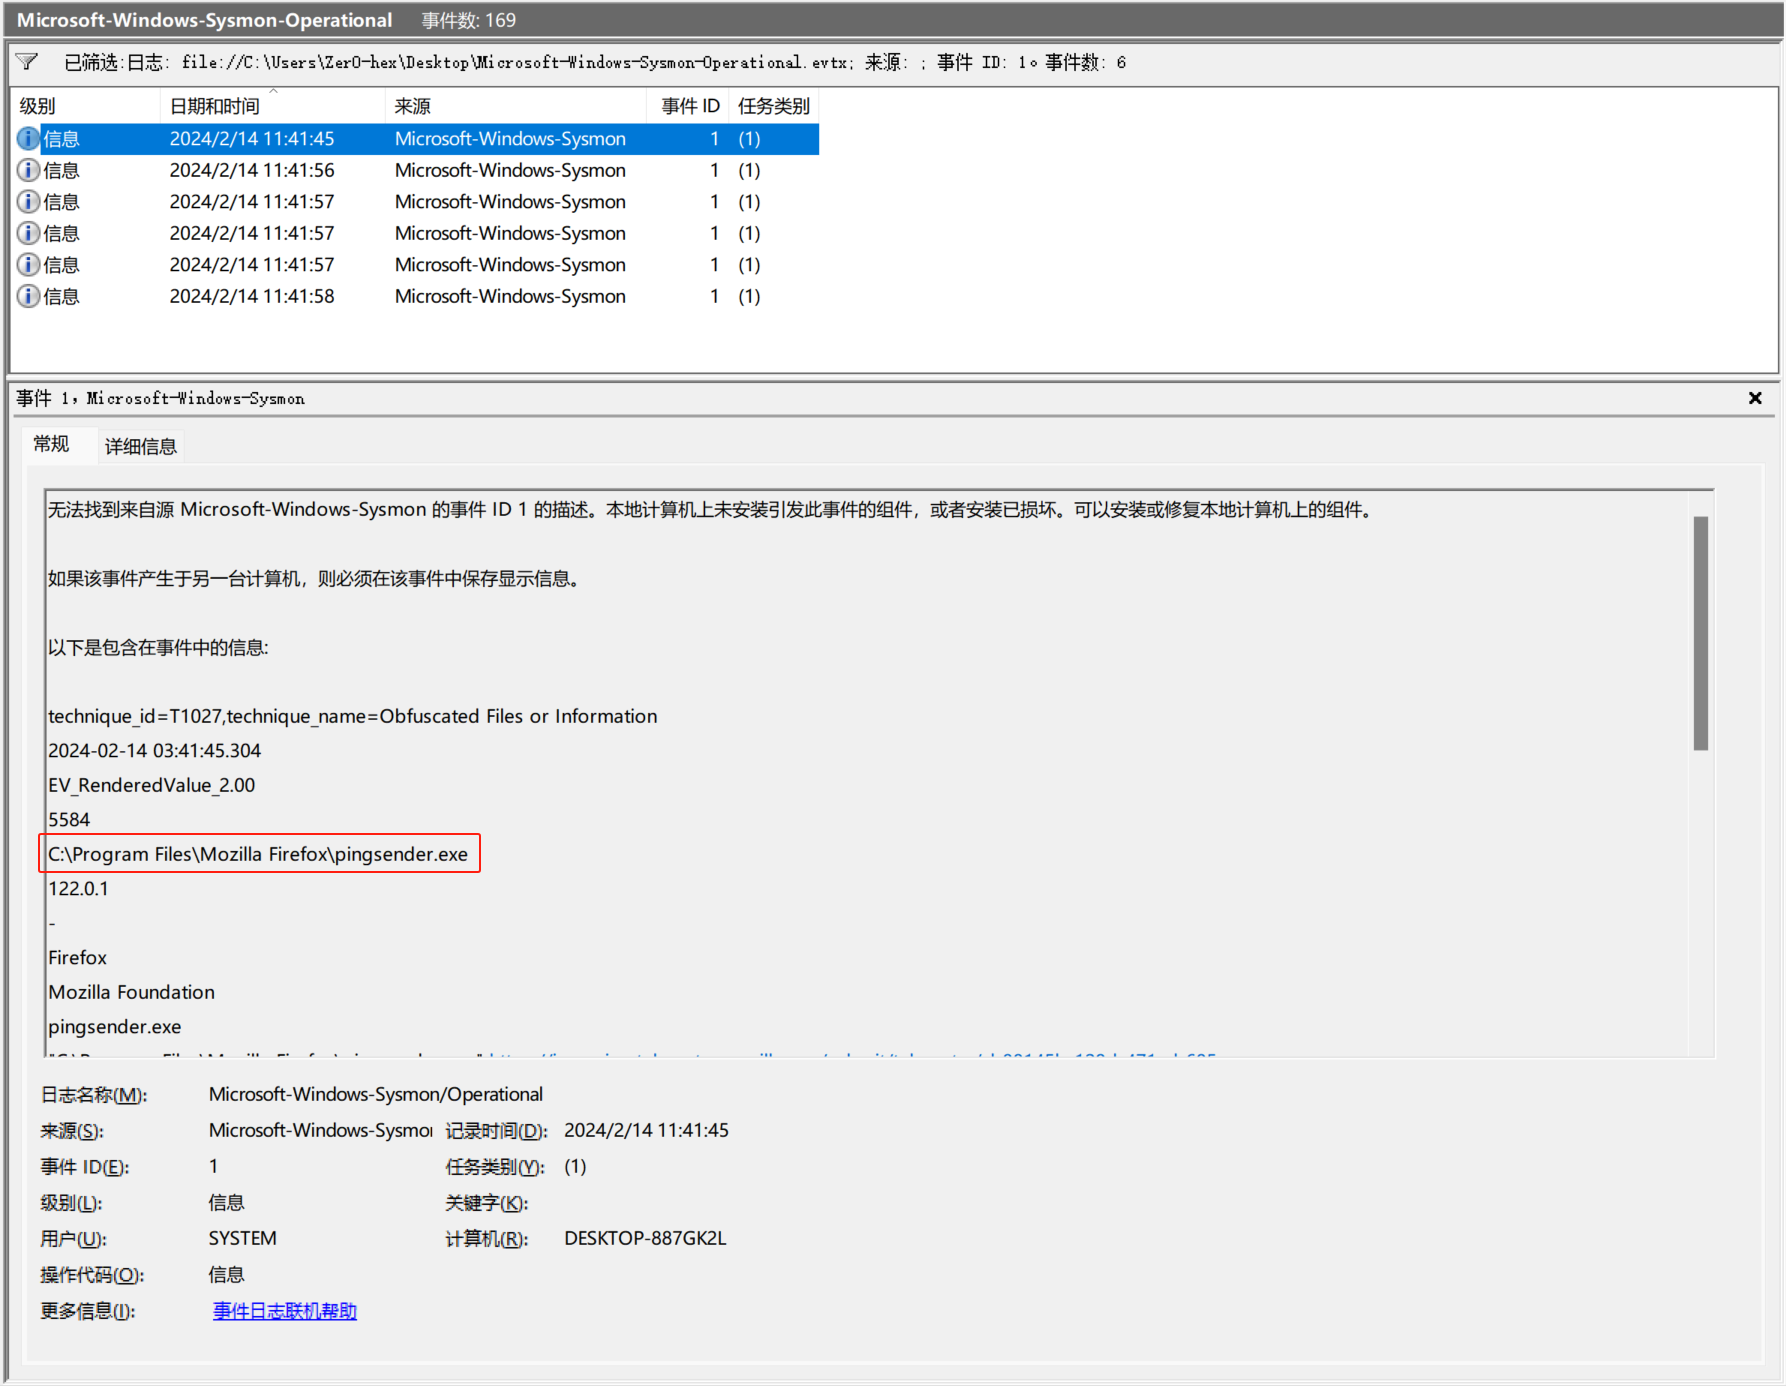 Microsoft-Windows-Sysmon-Operational 事件数: 169
已筛选:日志: file://C:\Users\Zer0-hex\Desktop\Microsoft-Windows-Sysmon-Operational.evtx; 来源: ; 事件 ID: 1。事件数: 6
级别 日期和时间 来源 事件 ID 任务类别
信息 2024/2/14 11:41:45 Microsoft-Windows-Sysmon 1 (1)
信息 2024/2/14 11:41:56 Microsoft-Windows-Sysmon 1 (1)
信息 2024/2/14 11:41:57 Microsoft-Windows-Sysmon 1 (1)
信息 2024/2/14 11:41:57 Microsoft-Windows-Sysmon 1 (1)
信息 2024/2/14 11:41:57 Microsoft-Windows-Sysmon 1 (1)
信息 2024/2/14 11:41:58 Microsoft-Windows-Sysmon 1 (1)
事件 1，Microsoft-Windows-Sysmon
常规 详细信息
无法找到来自源 Microsoft-Windows-Sysmon 的事件 ID 1 的描述。本地计算机上未安装引发此事件的组件，或者安装已损坏。可以安装或修复本地计算机上的组件。
如果该事件产生于另一台计算机，则必须在该事件中保存显示信息。
以下是包含在事件中的信息:
technique_id=T1027,technique_name=Obfuscated Files or Information
2024-02-14 03:41:45.304
EV_RenderedValue_2.00
5584
C:\Program Files\Mozilla Firefox\pingsender.exe
122.0.1
-
Firefox
Mozilla Foundation
pingsender.exe
日志名称(M): Microsoft-Windows-Sysmon/Operational
来源(S): Microsoft-Windows-Sysmon 记录时间(D): 2024/2/14 11:41:45
事件 ID(E): 1 任务类别(Y): (1)
级别(L): 信息 关键字(K):
用户(U): SYSTEM 计算机(R): DESKTOP-887GK2L
操作代码(O): 信息
更多信息(I): 事件日志联机帮助